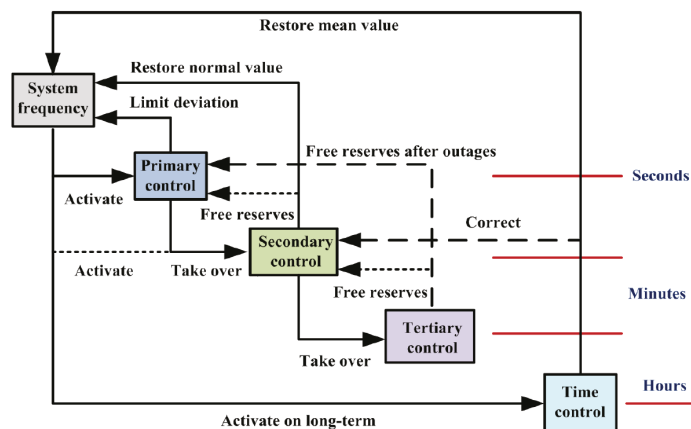 Restore mean value
Restore normal value
System
frequency
Limit deviation
Free reserves after outages
Primary
control
Seconds
Activate
Free reserves
Correct
Secondary
control
Activate
Take over
Free reserves
Minutes
Tertiary
control
Take over
Time
control
Hours
Activate on long-term